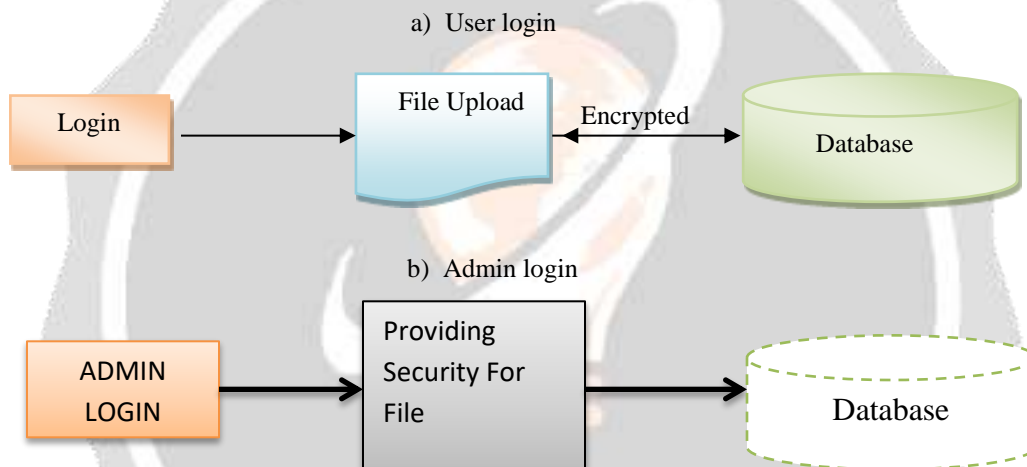 a) User login
Login
File Upload
Encrypted
Database
b) Admin login
ADMIN
LOGIN
Providing
Security For
File
Database